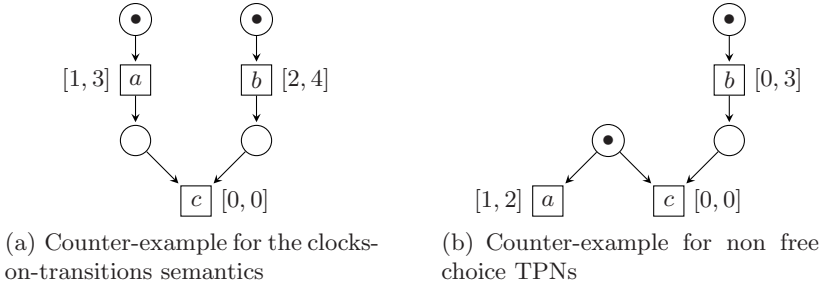 [1, 3] a b [2, 4]
b [0, 3]
c [0, 0]
[1, 2] a c [0, 0]
(a) Counter-example for the clocks-
on-transitions semantics
(b) Counter-example for non free
choice TPNs